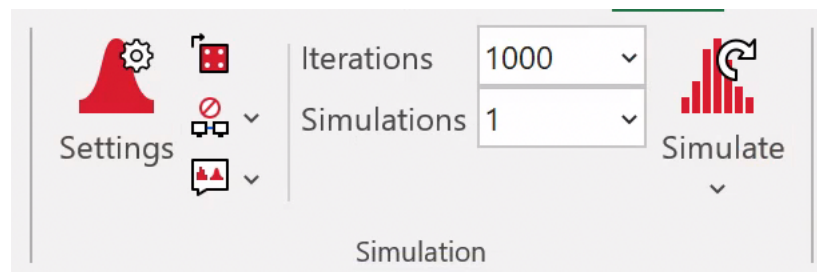 Settings
Iterations 1000
Simulations 1
Simulate
Simulation